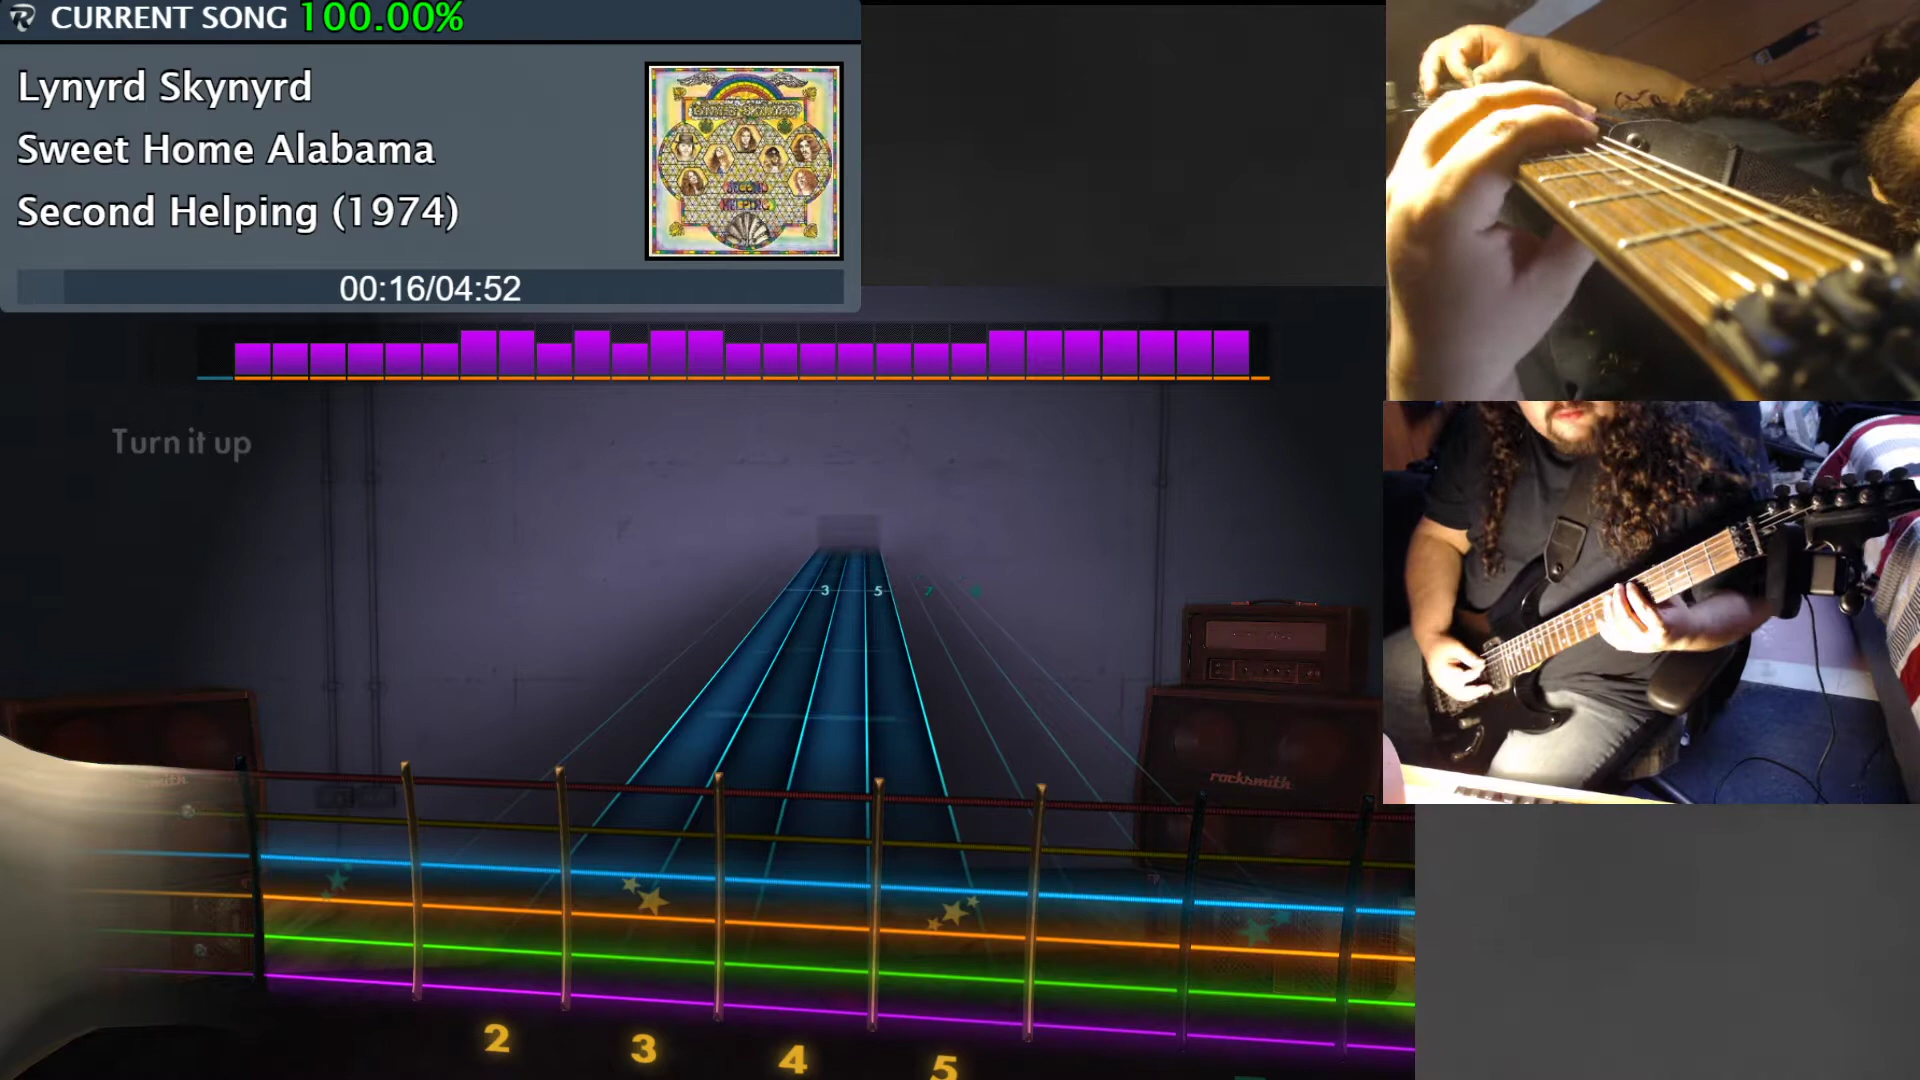 CURRENT SONG 100.00%
Lynyrd Skynyrd
Sweet Home Alabama
Second Helping (1974)
00:16/04:52
Turn it up
3 5 7
rocksmith
2 3 4 5